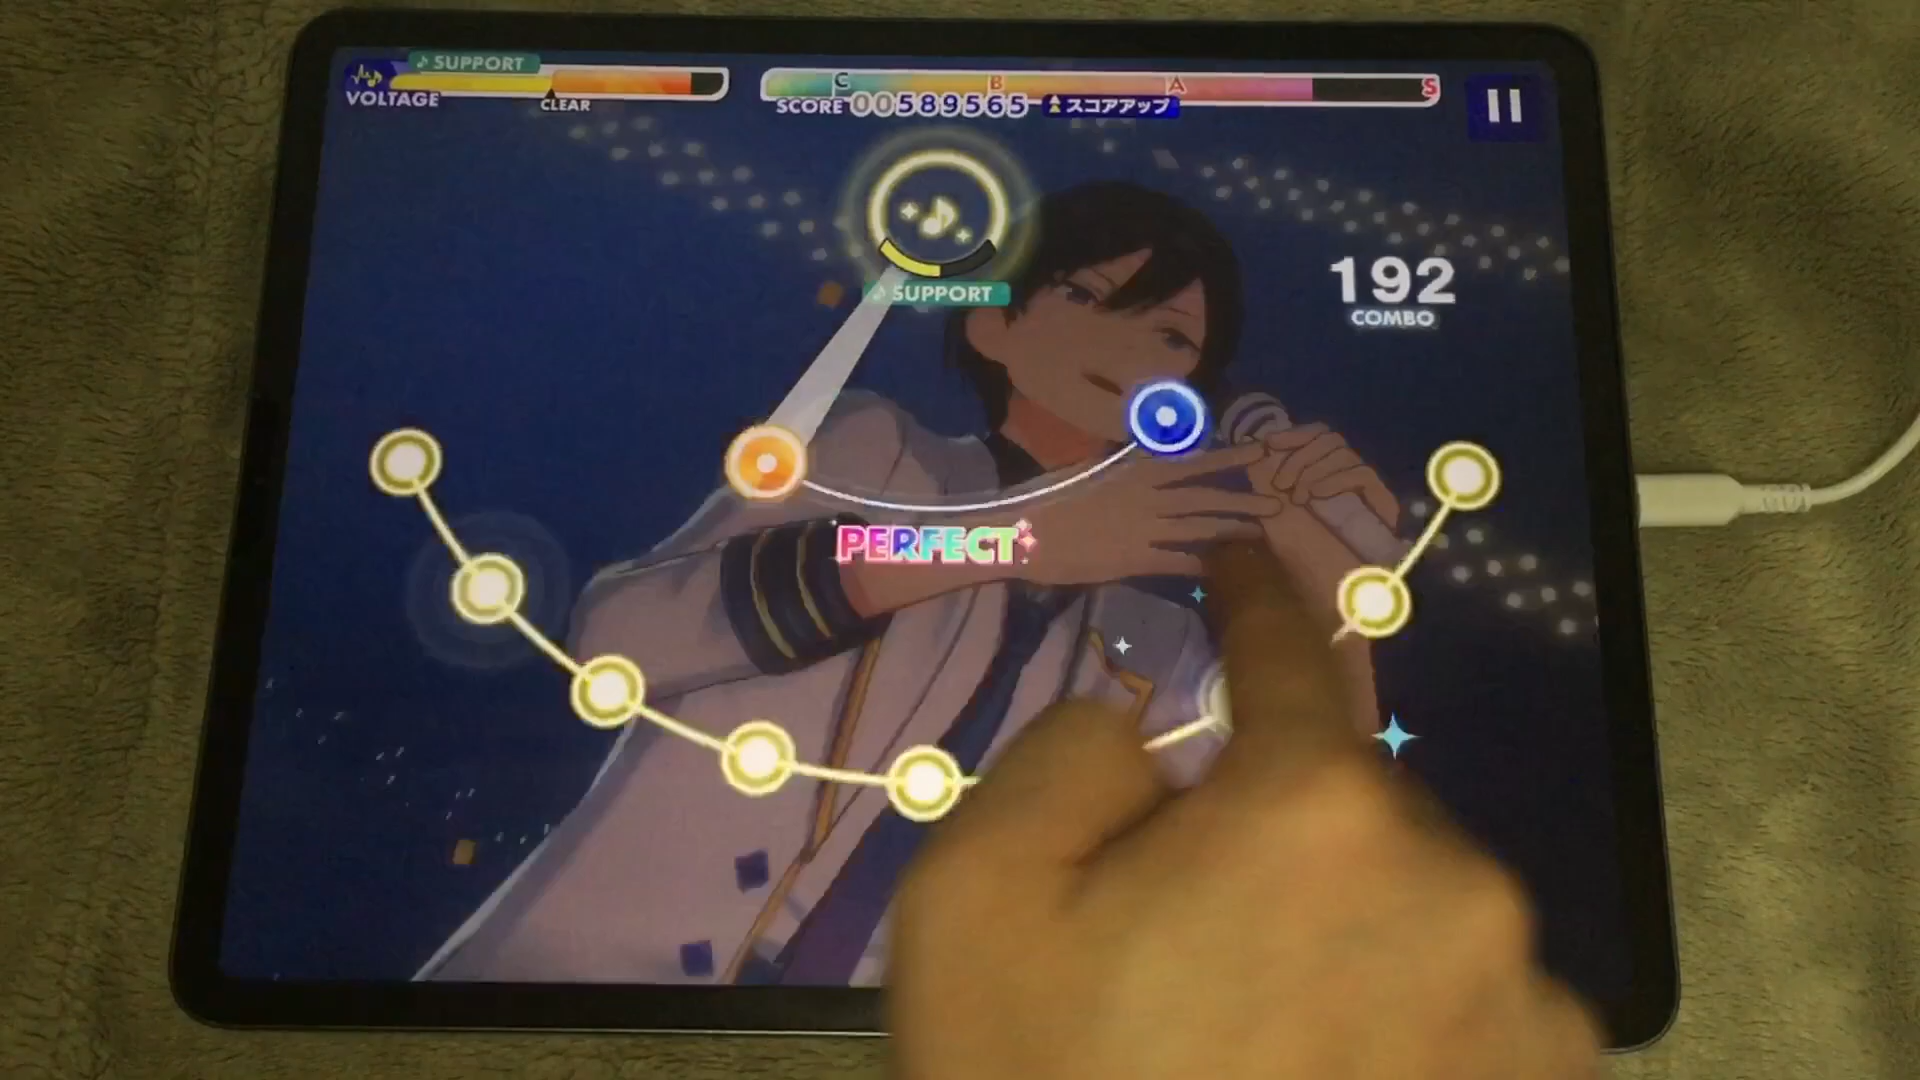 SUPPORT
VOLTAGE
CLEAR
C
B
A
S
SCORE 00589565
スコアアップ
SUPPORT
192
COMBO
PERFECT